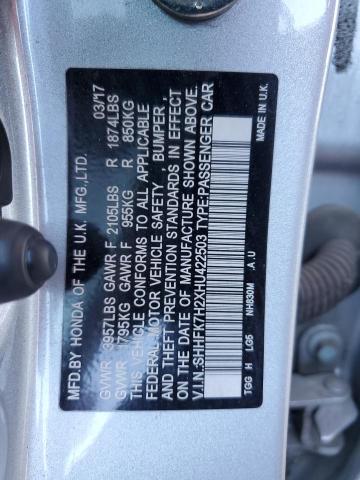 MFD.BY HONDA OF THE U.K. MFG.,LTD. 03/17
GVWR 3957LBS GAWR F 2105LBS R 1874LBS
GVWR 1795KG GAWR F 955KG R 850KG
THIS VEHICLE CONFORMS TO ALL APPLICABLE
FEDERAL MOTOR VEHICLE SAFETY, BUMPER,
AND THEFT PREVENTION STANDARDS IN EFFECT
ON THE DATE OF MANUFACTURE SHOWN ABOVE.
V.I.N.:SHHFK7H2XHU422503 TYPE:PASSENGER CAR
TGG H LG5 NH830M A.U MADE IN U.K.